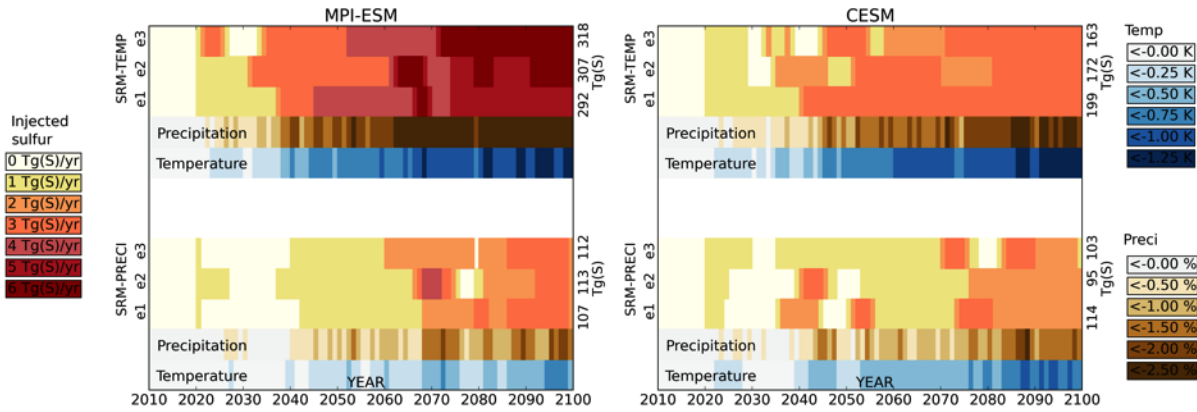 MPI-ESM
CESM
SRM-TEMP
e3
e2
e1
318
307
292
Tg(S)
Precipitation
Temperature
SRM-TEMP
e3
e2
e1
163
172
199
Tg(S)
Precipitation
Temperature
Injected
sulfur
0 Tg(S)/yr
1 Tg(S)/yr
2 Tg(S)/yr
3 Tg(S)/yr
4 Tg(S)/yr
5 Tg(S)/yr
6 Tg(S)/yr
Temp
<-0.00 K
<-0.25 K
<-0.50 K
<-0.75 K
<-1.00 K
<-1.25 K
SRM-PRECI
e3
e2
e1
112
113
107
Tg(S)
Precipitation
Temperature
YEAR
2010 2020 2030 2040 2050 2060 2070 2080 2090 2100
SRM-PRECI
e3
e2
e1
103
95
114
Tg(S)
Precipitation
Temperature
YEAR
2010 2020 2030 2040 2050 2060 2070 2080 2090 2100
Preci
<-0.00 %
<-0.50 %
<-1.00 %
<-1.50 %
<-2.00 %
<-2.50 %